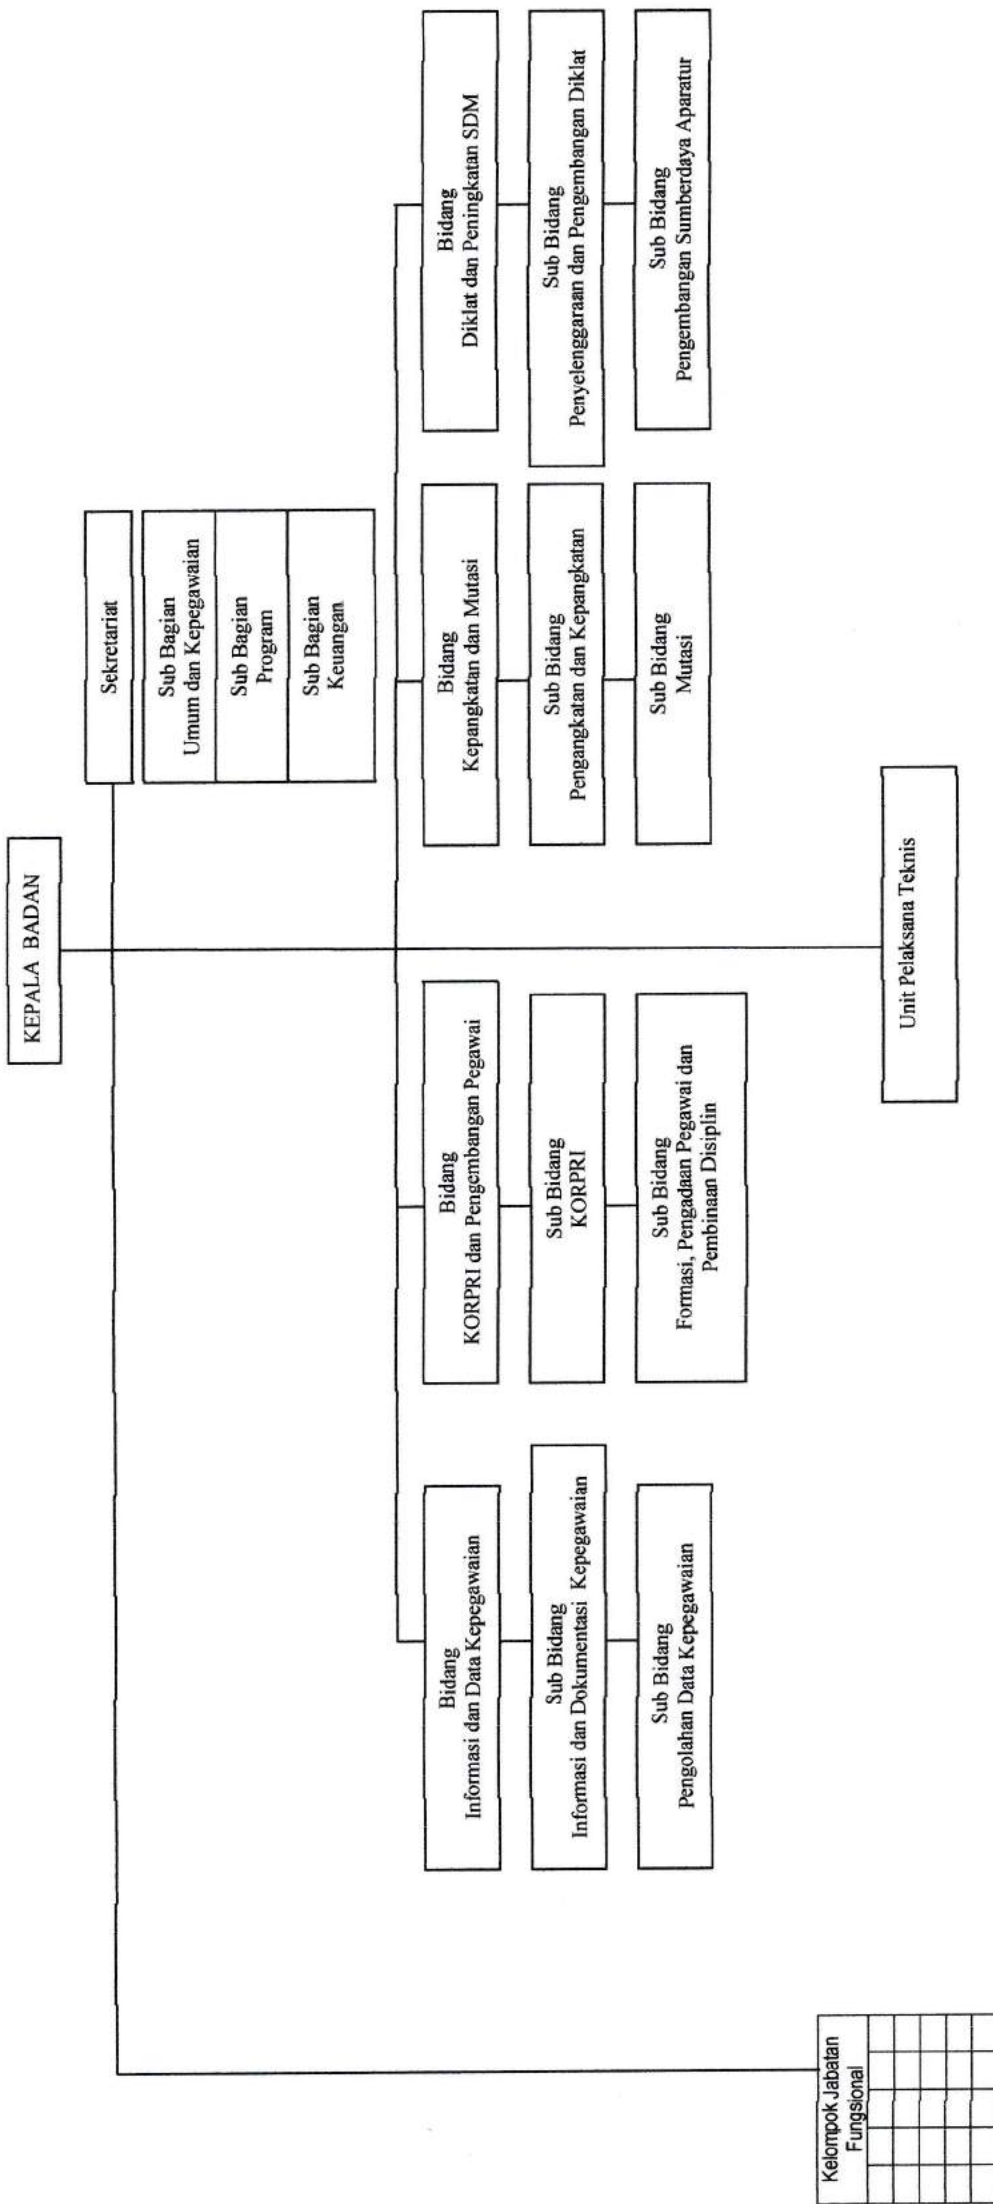 KEPALA BADAN
Sekretariat
Sub Bagian
Umum dan Kepegawaian
Sub Bagian
Program
Sub Bagian
Keuangan
Bidang
Informasi dan Data Kepegawaian
Sub Bidang
Informasi dan Dokumentasi Kepegawaian
Sub Bidang
Pengolahan Data Kepegawaian
Bidang
KORPRI dan Pengembangan Pegawai
Sub Bidang
KORPRI
Sub Bidang
Formasi, Pengadaan Pegawai dan
Pembinaan Disiplin
Bidang
Kepangkatan dan Mutasi
Sub Bidang
Pengangkatan dan Kepangkatan
Sub Bidang
Mutasi
Bidang
Diklat dan Peningkatan SDM
Sub Bidang
Penyelenggaraan dan Pengembangan Diklat
Sub Bidang
Pengembangan Sumberdaya Aparatur
Kelompok Jabatan
Fungsional
Unit Pelaksana Teknis